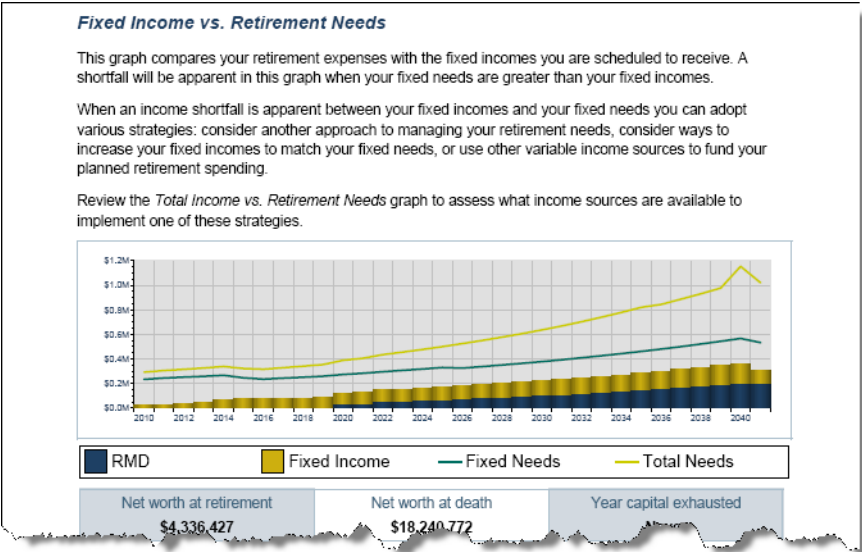 Fixed Income vs. Retirement Needs
This graph compares your retirement expenses with the fixed incomes you are scheduled to receive. A
shortfall will be apparent in this graph when your fixed needs are greater than your fixed incomes.
When an income shortfall is apparent between your fixed incomes and your fixed needs you can adopt
various strategies: consider another approach to managing your retirement needs, consider ways to
increase your fixed incomes to match your fixed needs, or use other variable income sources to fund your
planned retirement spending.
Review the Total Income vs. Retirement Needs graph to assess what income sources are available to
implement one of these strategies.
$1.2M
$1.0M
$0.8M
$0.6M
$0.4M
$0.2M
$0.0M
2010 2012 2014 2016 2018 2020 2022 2024 2026 2028 2030 2032 2034 2036 2038 2040
RMD Fixed Income Fixed Needs Total Needs
Net worth at retirement Net worth at death Year capital exhausted
$4,336,427 $18,240,772